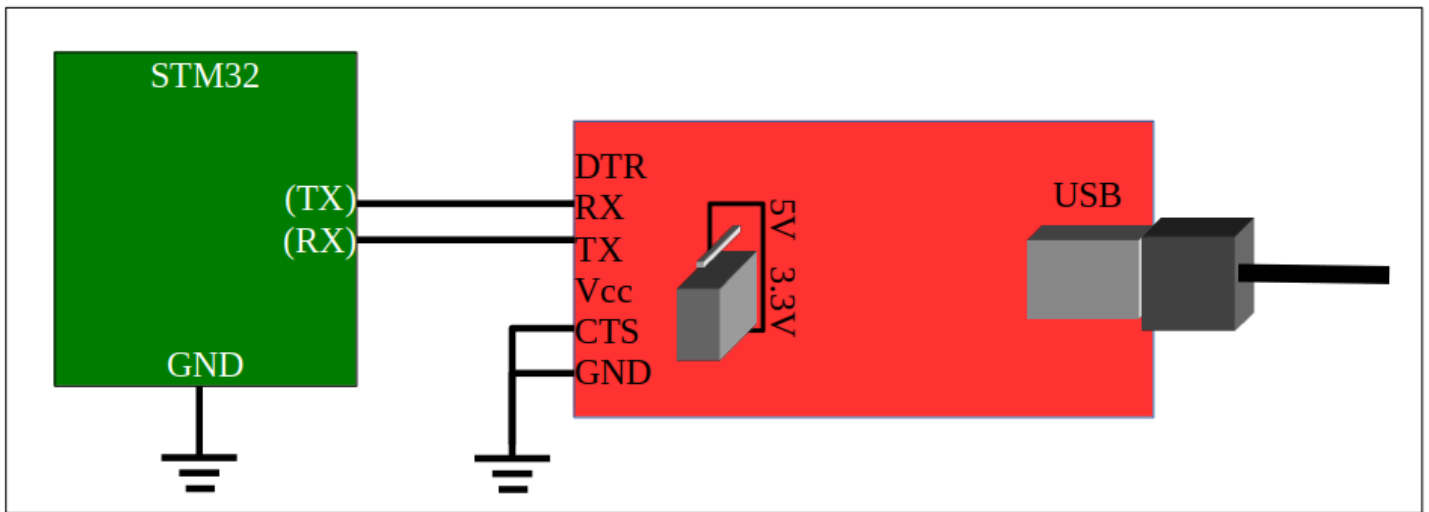 STM32
(TX)
(RX)
GND
DTR
RX
TX
Vcc
CTS
GND
5V
3.3V
USB